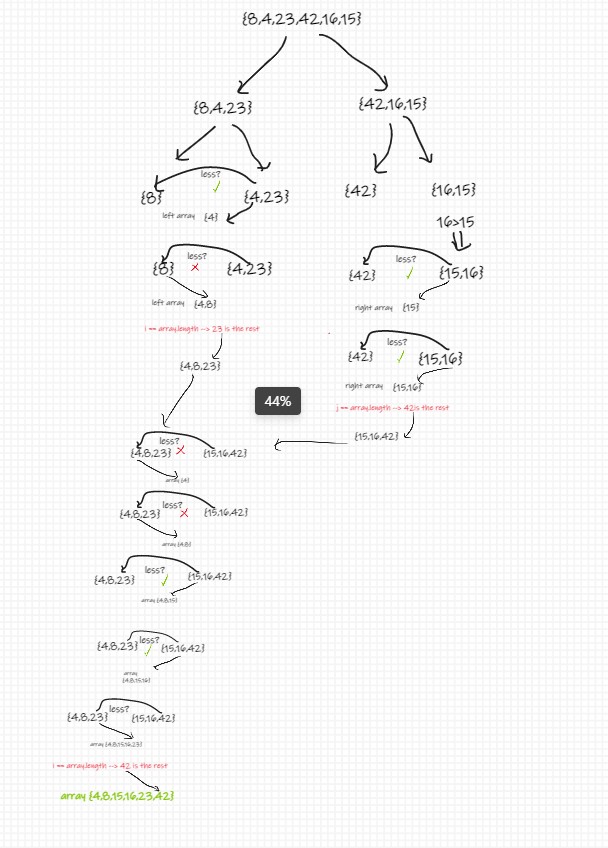 {8,4,23,42,16,15}
{8,4,23}
{42,16,15}
less?
{8}
{4,23}
left array {4}
{42}
{16,15}
16>15
less?
{8}
{4,23}
left array {4,8}
less?
{42}
{15,16}
right array {15}
i == array.length --> 23 is the rest
{4,8,23}
less?
{42}
{15,16}
right array {15,16}
44%
j == array.length --> 42 is the rest
{15,16,42}
less?
{4,8,23}
{15,16,42}
array {4}
less?
{4,8,23}
{15,16,42}
array {4,8}
less?
{4,8,23}
{15,16,42}
array {4,8,15}
less?
{4,8,23}
{15,16,42}
array
{4,8,15,16}
less?
{4,8,23}
{15,16,42}
array {4,8,15,16,23}
i == array.length --> 42 is the rest
array {4,8,15,16,23,42}